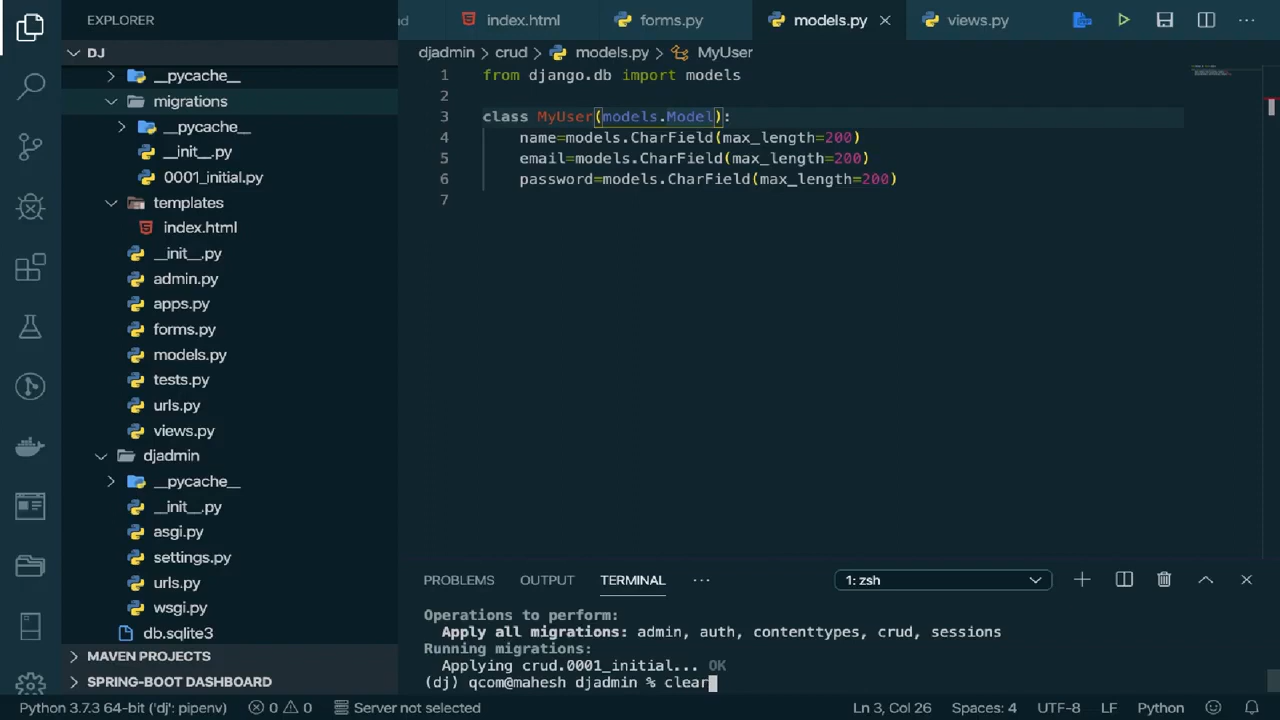 EXPLORER
DJ
__pycache__
migrations
__pycache__
__init__.py
0001_initial.py
templates
index.html
__init__.py
admin.py
apps.py
forms.py
models.py
tests.py
urls.py
views.py
djadmin
__pycache__
__init__.py
asgi.py
settings.py
urls.py
wsgi.py
db.sqlite3
MAVEN PROJECTS
SPRING-BOOT DASHBOARD
index.html forms.py models.py views.py
djadmin > crud > models.py > MyUser
1 from django.db import models
2
3 class MyUser(models.Model):
4 name=models.CharField(max_length=200)
5 email=models.CharField(max_length=200)
6 password=models.CharField(max_length=200)
7
PROBLEMS OUTPUT TERMINAL ··· 1: zsh
Operations to perform:
Apply all migrations: admin, auth, contenttypes, crud, sessions
Running migrations:
Applying crud.0001_initial... OK
(dj) qcom@mahesh djadmin % clear
Python 3.7.3 64-bit ('dj': pipenv) 0 0 Server not selected Ln 3, Col 26 Spaces: 4 UTF-8 LF Python